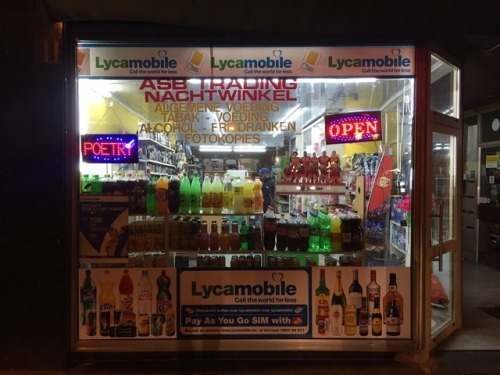 Lycamobile Lycamobile Lycamobile
Call the world for less Call the world for less Call the world for less
ASB TRADING
NACHTWINKEL
ALGEMENE VOEDING
TABAK - VOEDING
ALCOHOL - FRISDRANKEN
FOTOKOPIES
OPEN
POETRY
Lycamobile
Call the world for less
Pay As You Go SIM with